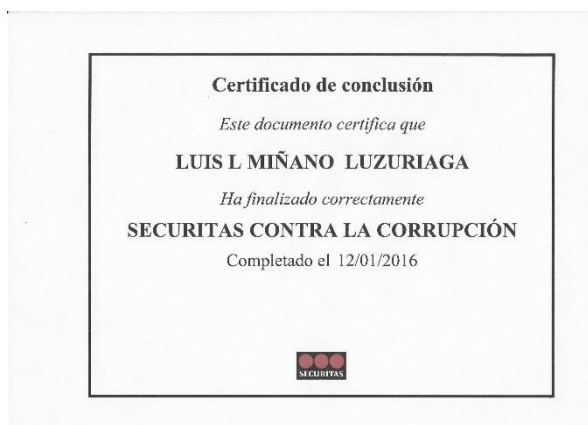 Certificado de conclusión
Este documento certifica que
LUIS L MIÑANO LUZURIAGA
Ha finalizado correctamente
SECURITAS CONTRA LA CORRUPCIÓN
Completado el 12/01/2016
SECURITAS